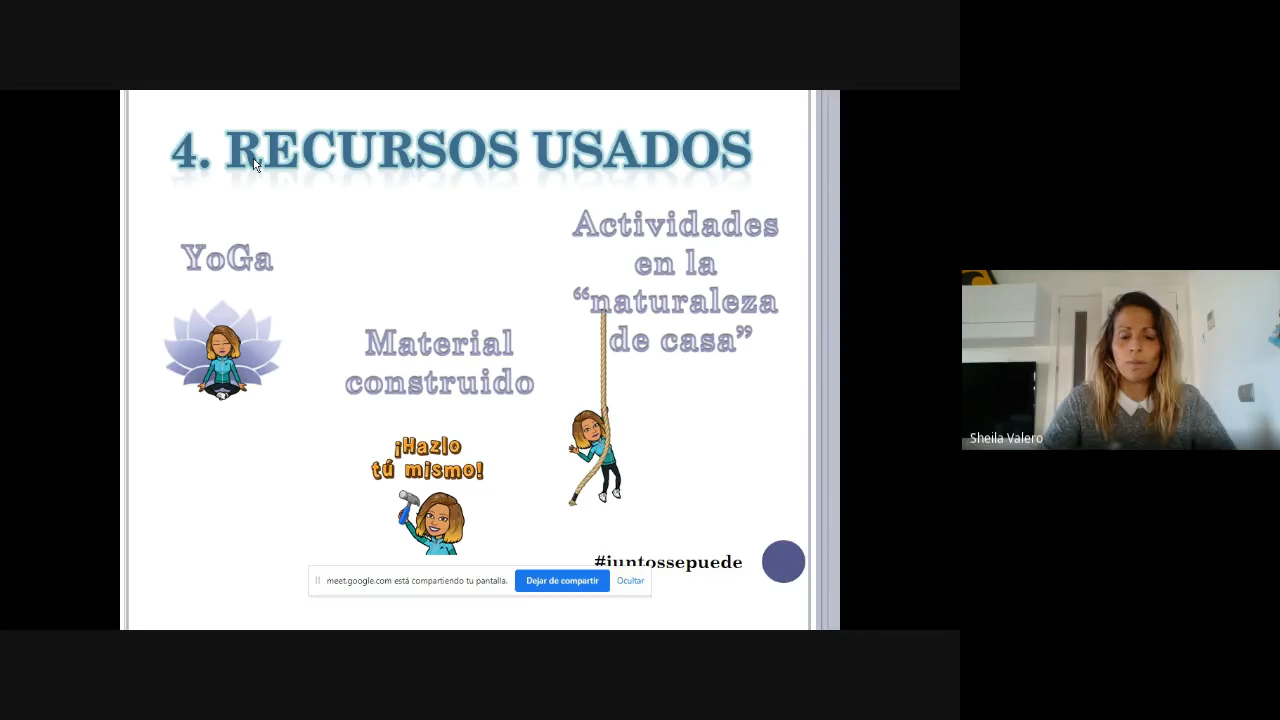 4. RECURSOS USADOS
YoGa
Material
construido
Actividades
en la
“naturaleza
de casa”
¡Hazlo
tú mismo!
#juntossepuede
meet.google.com está compartiendo tu pantalla.
Dejar de compartir
Ocultar
Sheila Valero